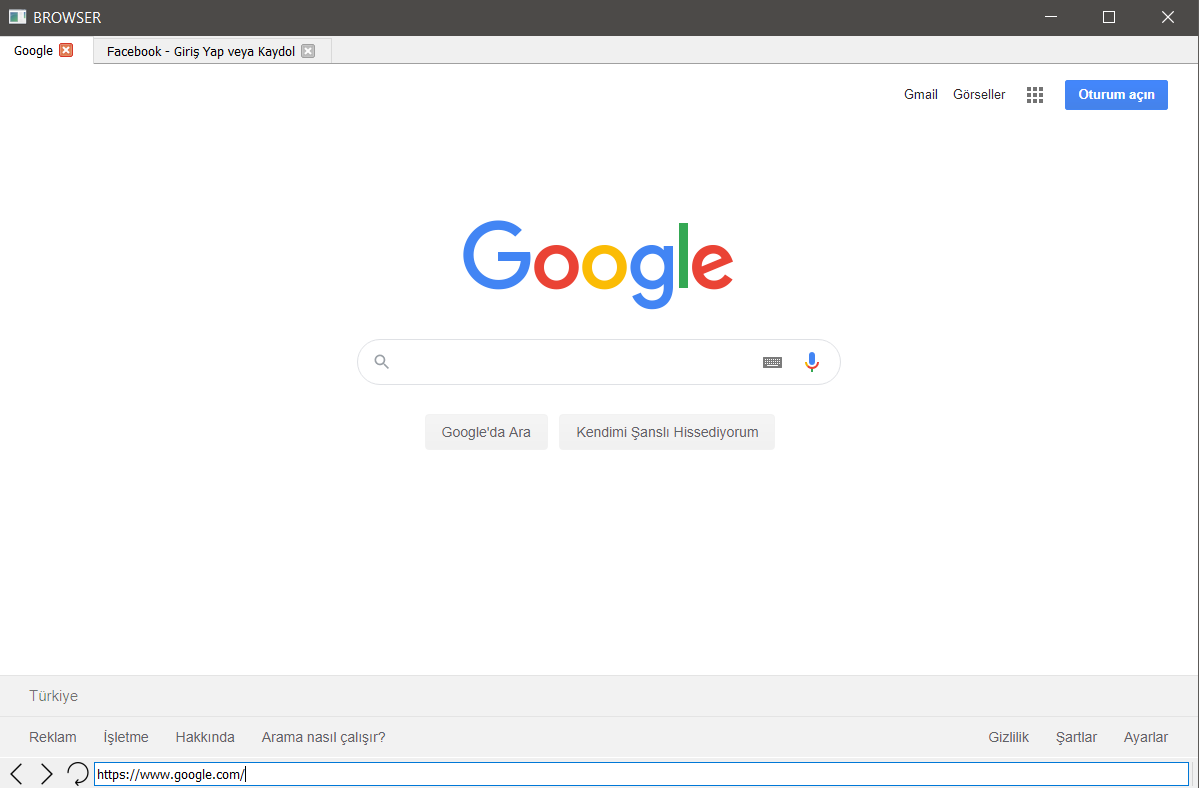 BROWSER
Google Facebook - Giriş Yap veya Kaydol
Gmail Görseller Oturum açın
Google
Google'da Ara Kendimi Şanslı Hissediyorum
Türkiye
Reklam İşletme Hakkında Arama nasıl çalışır? Gizlilik Şartlar Ayarlar
https://www.google.com/